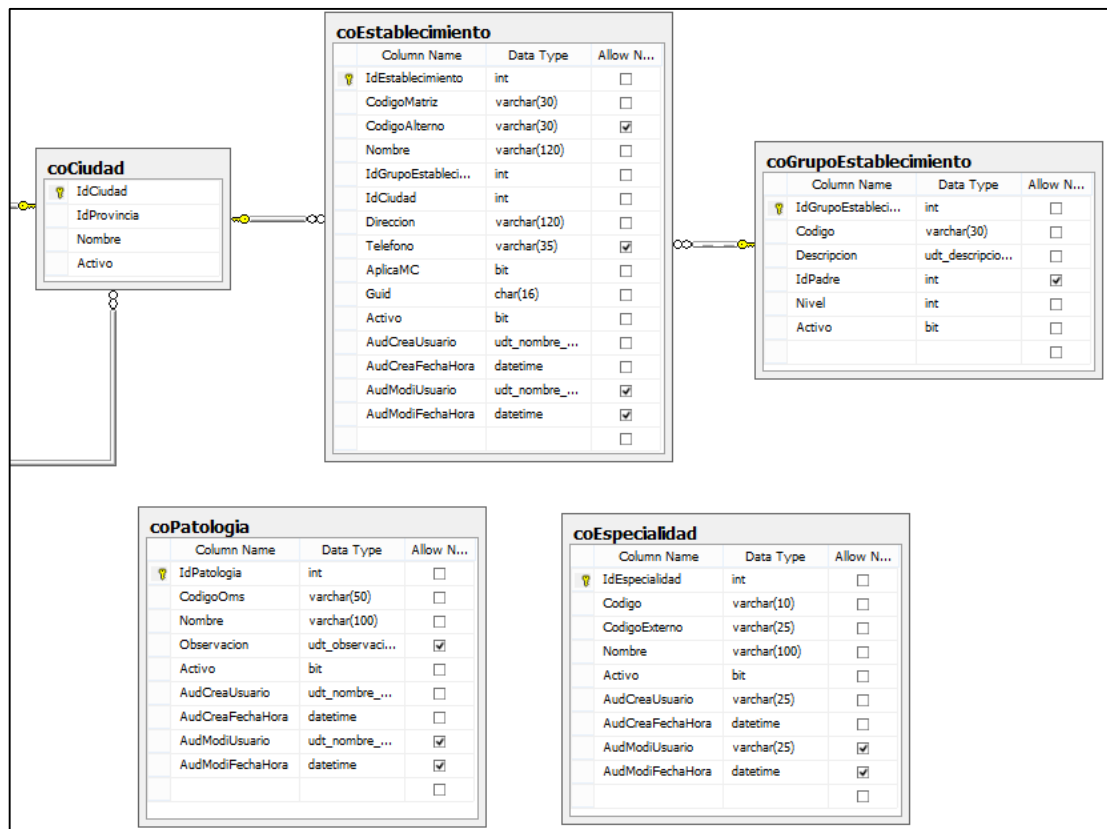 coCiudad
IdCiudad
IdProvincia
Nombre
Activo
coEstablecimiento
Column Name Data Type Allow N...
IdEstablecimiento int
CodigoMatriz varchar(30)
CodigoAlterno varchar(30)
Nombre varchar(120)
IdGrupoEstableci... int
IdCiudad int
Direccion varchar(120)
Telefono varchar(35)
AplicaMC bit
Guid char(16)
Activo bit
AudCreaUsuario udt_nombre_...
AudCreaFechaHora datetime
AudModiUsuario udt_nombre_...
AudModiFechaHora datetime
coGrupoEstablecimiento
Column Name Data Type Allow N...
IdGrupoEstableci... int
Codigo varchar(30)
Descripcion udt_descripcio...
IdPadre int
Nivel int
Activo bit
coPatologia
Column Name Data Type Allow N...
IdPatologia int
CodigoOms varchar(50)
Nombre varchar(100)
Observacion udt_observaci...
Activo bit
AudCreaUsuario udt_nombre_...
AudCreaFechaHora datetime
AudModiUsuario udt_nombre_...
AudModiFechaHora datetime
coEspecialidad
Column Name Data Type Allow N...
IdEspecialidad int
Codigo varchar(10)
CodigoExterno varchar(25)
Nombre varchar(100)
Activo bit
AudCreaUsuario varchar(25)
AudCreaFechaHora datetime
AudModiUsuario varchar(25)
AudModiFechaHora datetime